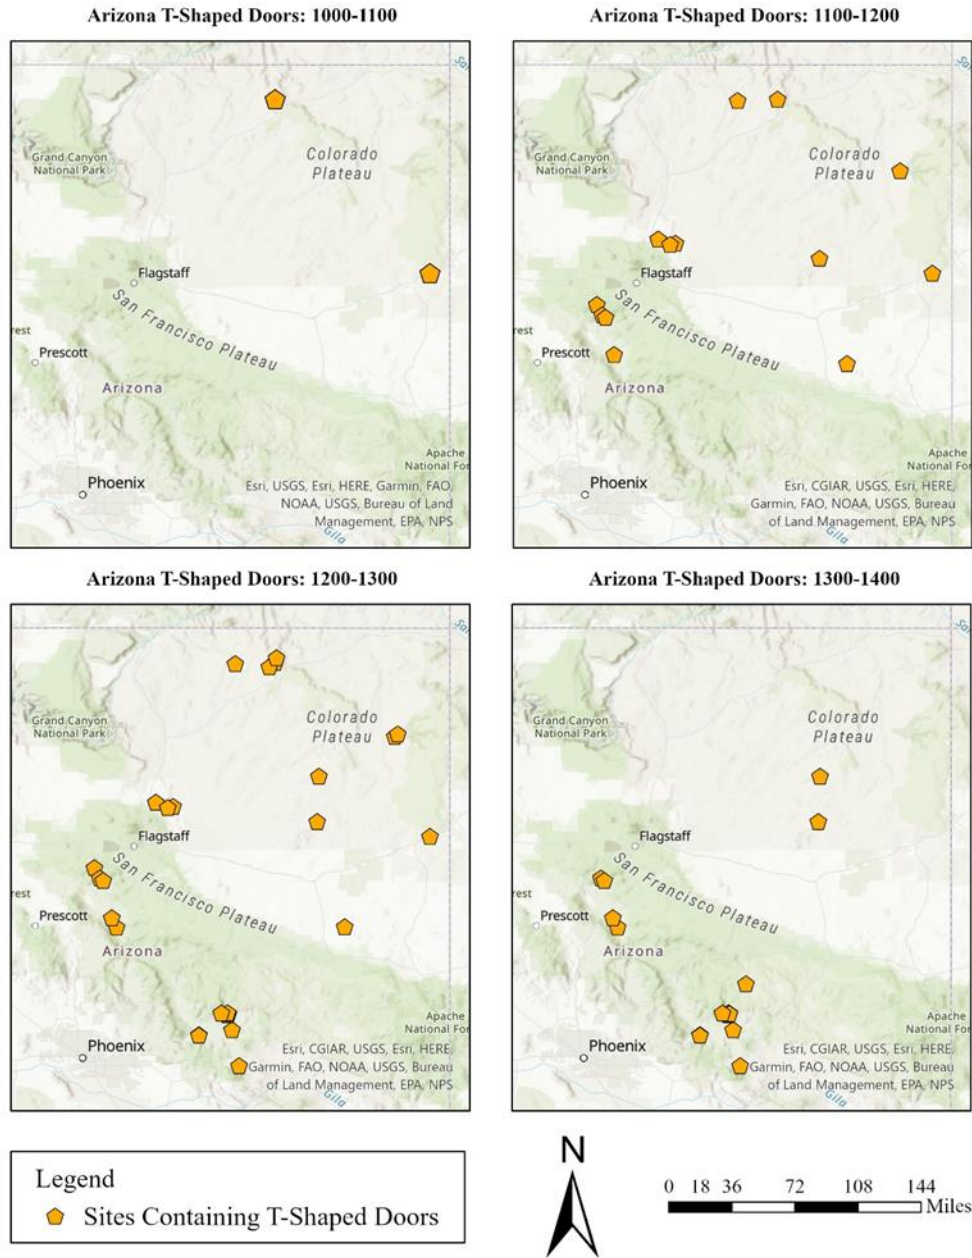 Arizona T-Shaped Doors: 1000-1100
Grand Canyon
National Park
Colorado
Plateau
Flagstaff
San Francisco Plateau
rest
Prescott
Arizona
Apache
National For
Phoenix
Esri, USGS, Esri, HERE, Garmin, FAO,
NOAA, USGS, Bureau of Land
Management, EPA, NPS
Gila
Arizona T-Shaped Doors: 1100-1200
Grand Canyon
National Park
Colorado
Plateau
Flagstaff
San Francisco Plateau
rest
Prescott
Arizona
Apache
National For
Phoenix
Esri, CGIAR, USGS, Esri, HERE,
Garmin, FAO, NOAA, USGS, Bureau
of Land Management, EPA, NPS
Gila
Arizona T-Shaped Doors: 1200-1300
Grand Canyon
National Park
Colorado
Plateau
Flagstaff
San Francisco Plateau
rest
Prescott
Arizona
Apache
National For
Phoenix
Esri, CGIAR, USGS, Esri, HERE,
Garmin, FAO, NOAA, USGS, Bureau
of Land Management, EPA, NPS
Gila
Arizona T-Shaped Doors: 1300-1400
Grand Canyon
National Park
Colorado
Plateau
Flagstaff
San Francisco Plateau
rest
Prescott
Arizona
Apache
National For
Phoenix
Esri, CGIAR, USGS, Esri, HERE,
Garmin, FAO, NOAA, USGS, Bureau
of Land Management, EPA, NPS
Gila
Legend
Sites Containing T-Shaped Doors
N
0 18 36 72 108 144
Miles